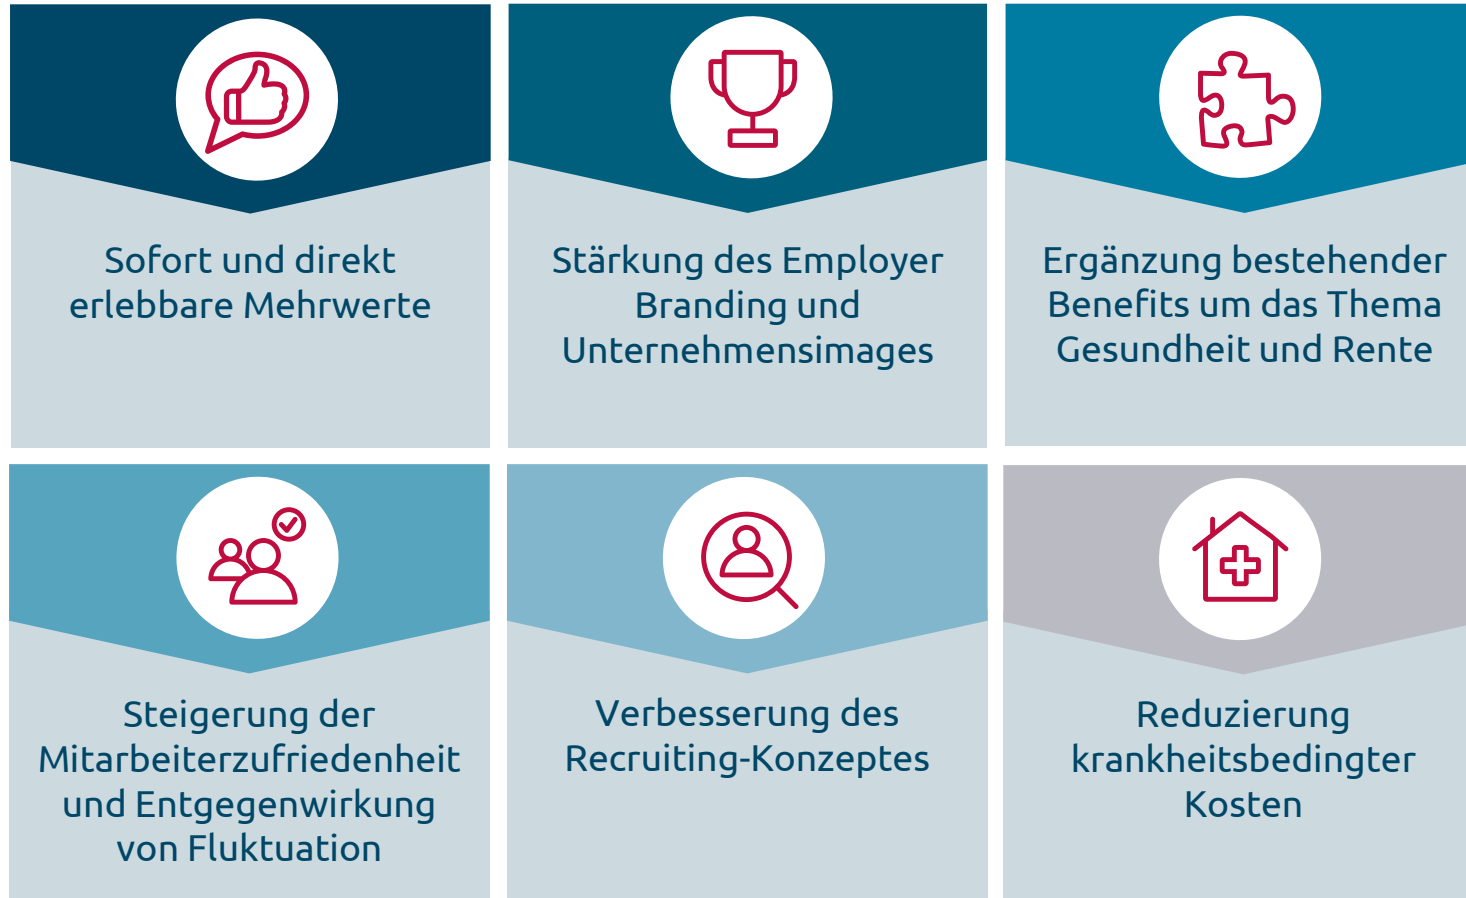 Sofort und direkt
erlebbare Mehrwerte
Stärkung des Employer
Branding und
Unternehmensimages
Ergänzung bestehender
Benefits um das Thema
Gesundheit und Rente
Steigerung der
Mitarbeiterzufriedenheit
und Entgegenwirkung
von Fluktuation
Verbesserung des
Recruiting-Konzeptes
Reduzierung
krankheitsbedingter
Kosten